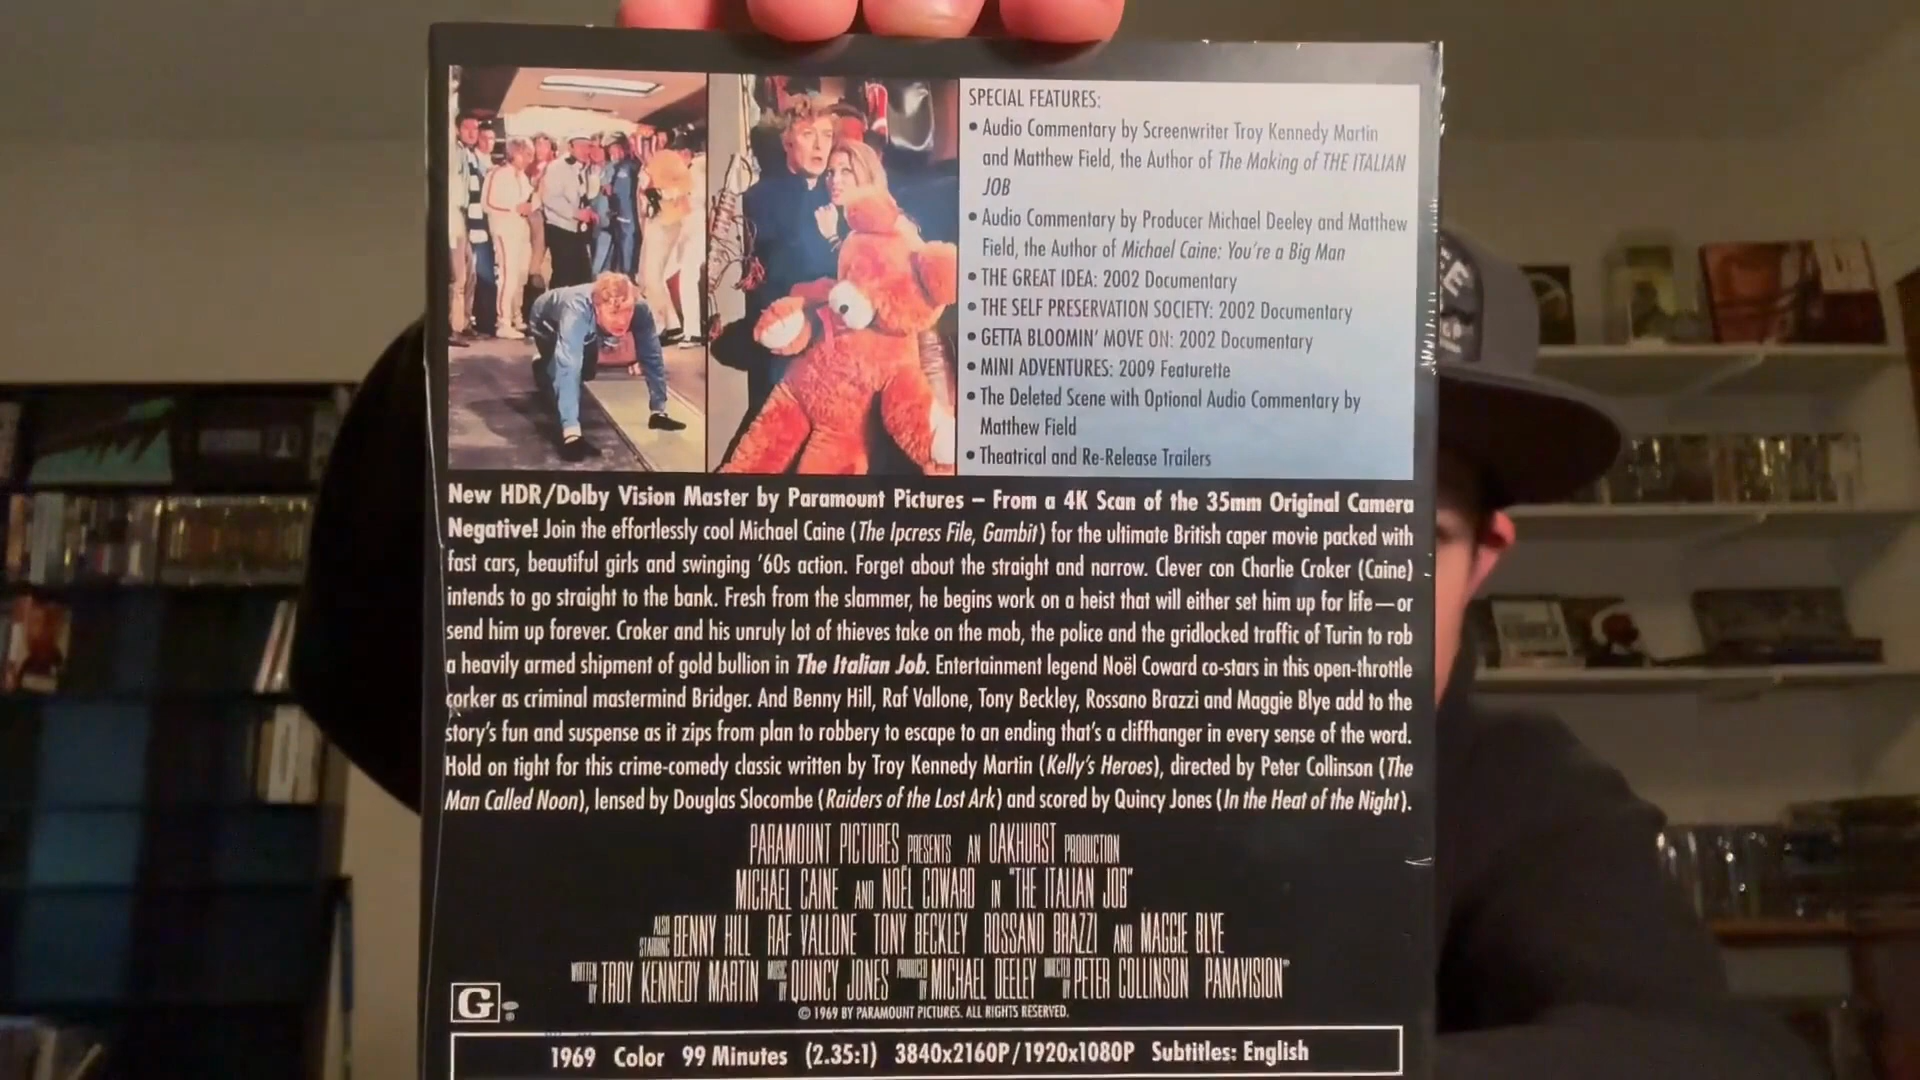 SPECIAL FEATURES:
• Audio Commentary by Screenwriter Troy Kennedy Martin
and Matthew Field, the Author of The Making of THE ITALIAN
JOB
• Audio Commentary by Producer Michael Deeley and Matthew
Field, the Author of Michael Caine: You're a Big Man
• THE GREAT IDEA: 2002 Documentary
• THE SELF PRESERVATION SOCIETY: 2002 Documentary
• GETTA BLOOMIN' MOVE ON: 2002 Documentary
• MINI ADVENTURES: 2009 Featurette
• The Deleted Scene with Optional Audio Commentary by
Matthew Field
• Theatrical and Re-Release Trailers
New HDR/Dolby Vision Master by Paramount Pictures – From a 4K Scan of the 35mm Original Camera
Negative! Join the effortlessly cool Michael Caine (The Ipcress File, Gambit) for the ultimate British caper movie packed with
fast cars, beautiful girls and swinging '60s action. Forget about the straight and narrow. Clever con Charlie Croker (Caine)
intends to go straight to the bank. Fresh from the slammer, he begins work on a heist that will either set him up for life—or
send him up forever. Croker and his unruly lot of thieves take on the mob, the police and the gridlocked traffic of Turin to rob
a heavily armed shipment of gold bullion in The Italian Job. Entertainment legend Noël Coward co-stars in this open-throttle
corker as criminal mastermind Bridger. And Benny Hill, Raf Vallone, Tony Beckley, Rossano Brazzi and Maggie Blye add to the
story's fun and suspense as it zips from plan to robbery to escape to an ending that's a cliffhanger in every sense of the word.
Hold on tight for this crime-comedy classic written by Troy Kennedy Martin (Kelly's Heroes), directed by Peter Collinson (The
Man Called Noon), lensed by Douglas Slocombe (Raiders of the Lost Ark) and scored by Quincy Jones (In the Heat of the Night).
PARAMOUNT PICTURES PRESENTS AN OAKHURST PRODUCTION
MICHAEL CAINE AND NOËL COWARD IN "THE ITALIAN JOB"
ALSO STARRING BENNY HILL RAF VALLONE TONY BECKLEY ROSSANO BRAZZI AND MAGGIE BLYE
WRITTEN BY TROY KENNEDY MARTIN MUSIC BY QUINCY JONES PRODUCED BY MICHAEL DEELEY DIRECTED BY PETER COLLINSON PANAVISION®
© 1969 BY PARAMOUNT PICTURES. ALL RIGHTS RESERVED.
G
1969 Color 99 Minutes (2.35:1) 3840x2160P/1920x1080P Subtitles: English